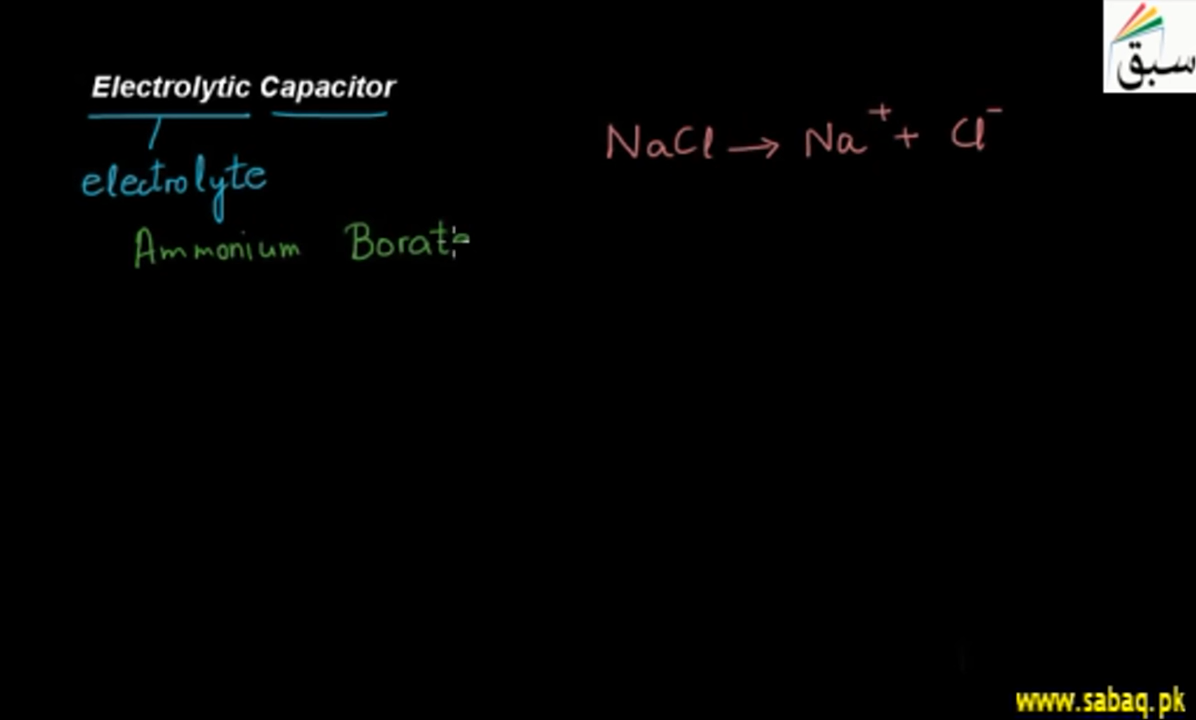 سبق
Electrolytic Capacitor
NaCl → Na⁺ + Cl⁻
electrolyte
Ammonium Borate
www.sabaq.pk